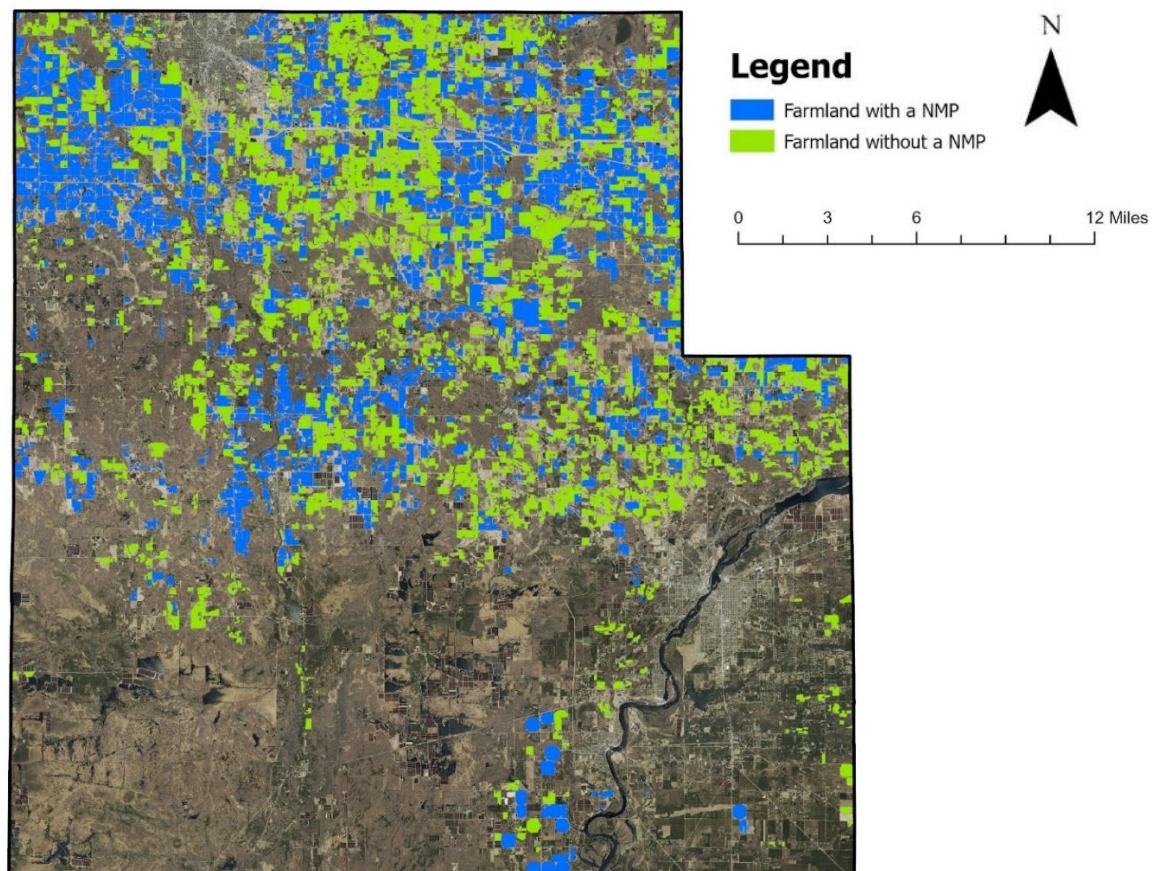 N
Legend
Farmland with a NMP
Farmland without a NMP
0 3 6 12 Miles